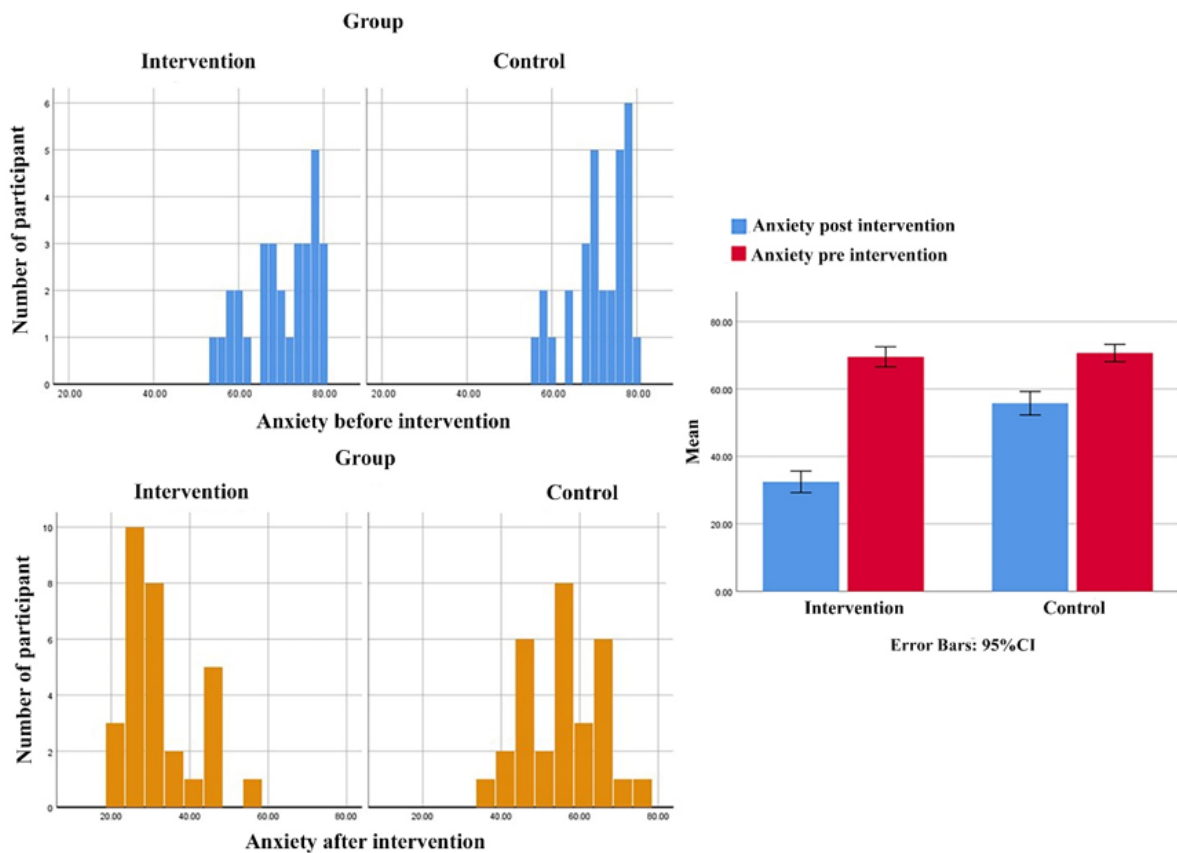 Group
Intervention
Control
Number of participant
6
5
4
3
2
1
0
20.00 40.00 60.00 80.00
20.00 40.00 60.00 80.00
Anxiety before intervention
Group
Intervention
Control
Number of participant
10
8
6
4
2
0
20.00 40.00 60.00 80.00
20.00 40.00 60.00 80.00
Anxiety after intervention
Anxiety post intervention
Anxiety pre intervention
Mean
80.00
60.00
40.00
20.00
0.00
Intervention
Control
Error Bars: 95%CI